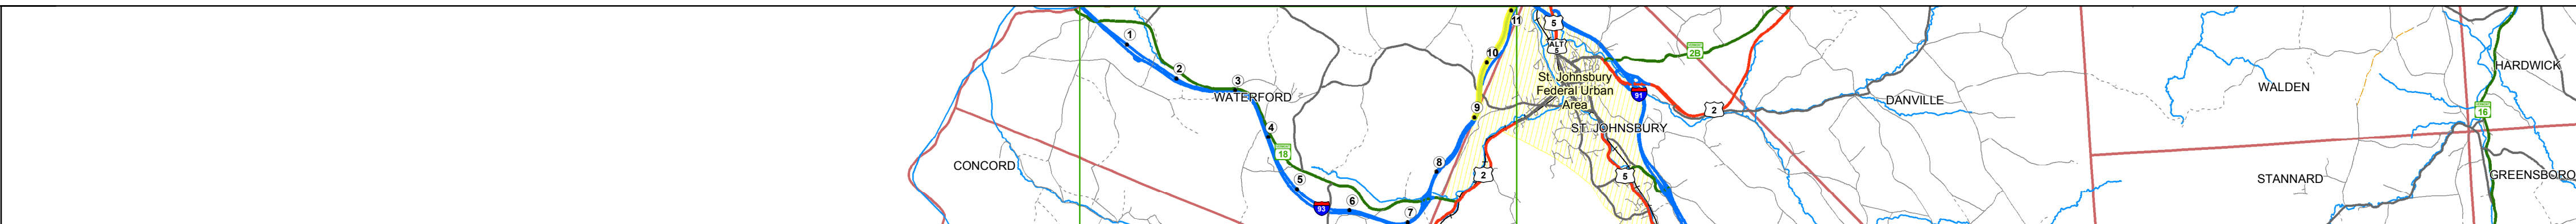 1
2
3
WATERFORD
4
18
5
93
6
7
8
9
10
11
CONCORD
5
ALT
5
St. Johnsbury
Federal Urban
Area
ST. JOHNSBURY
2
5
91
2B
2
DANVILLE
WALDEN
HARDWICK
16
STANNARD
GREENSBORO